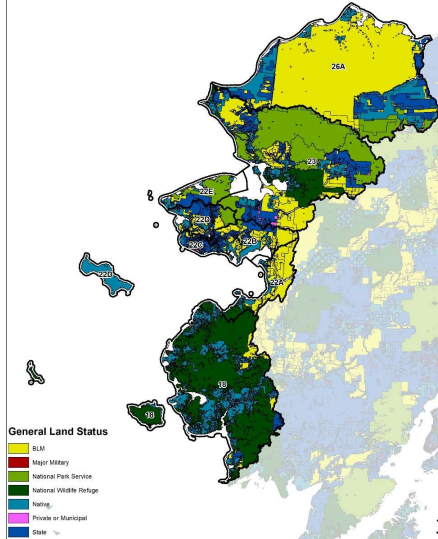 26A
23
22E
22D
22C
22B
22D
22A
18
18
General Land Status
BLM
Major Military
National Park Service
National Wildlife Refuge
Native
Private or Municipal
State